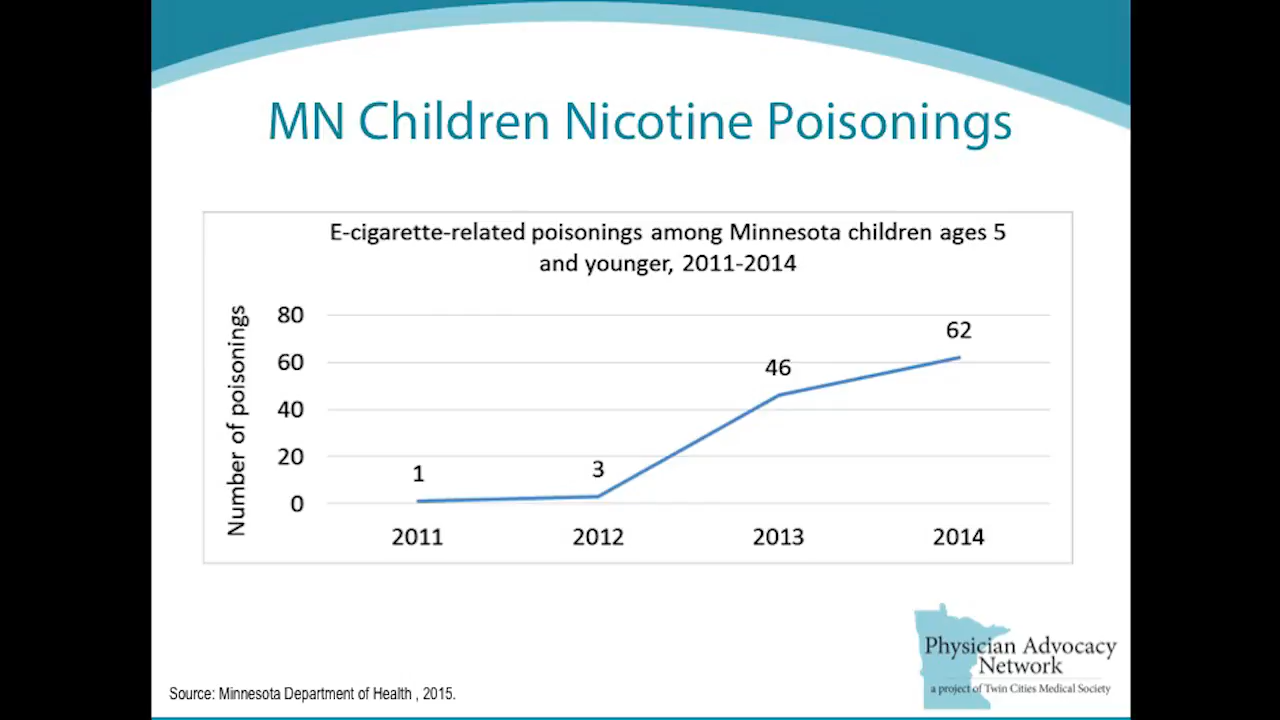 MN Children Nicotine Poisonings
E-cigarette-related poisonings among Minnesota children ages 5
and younger, 2011-2014
Number of poisonings
80
60
40
20
0
1
3
46
62
2011
2012
2013
2014
Physician Advocacy
Network
a project of Twin Cities Medical Society
Source: Minnesota Department of Health , 2015.